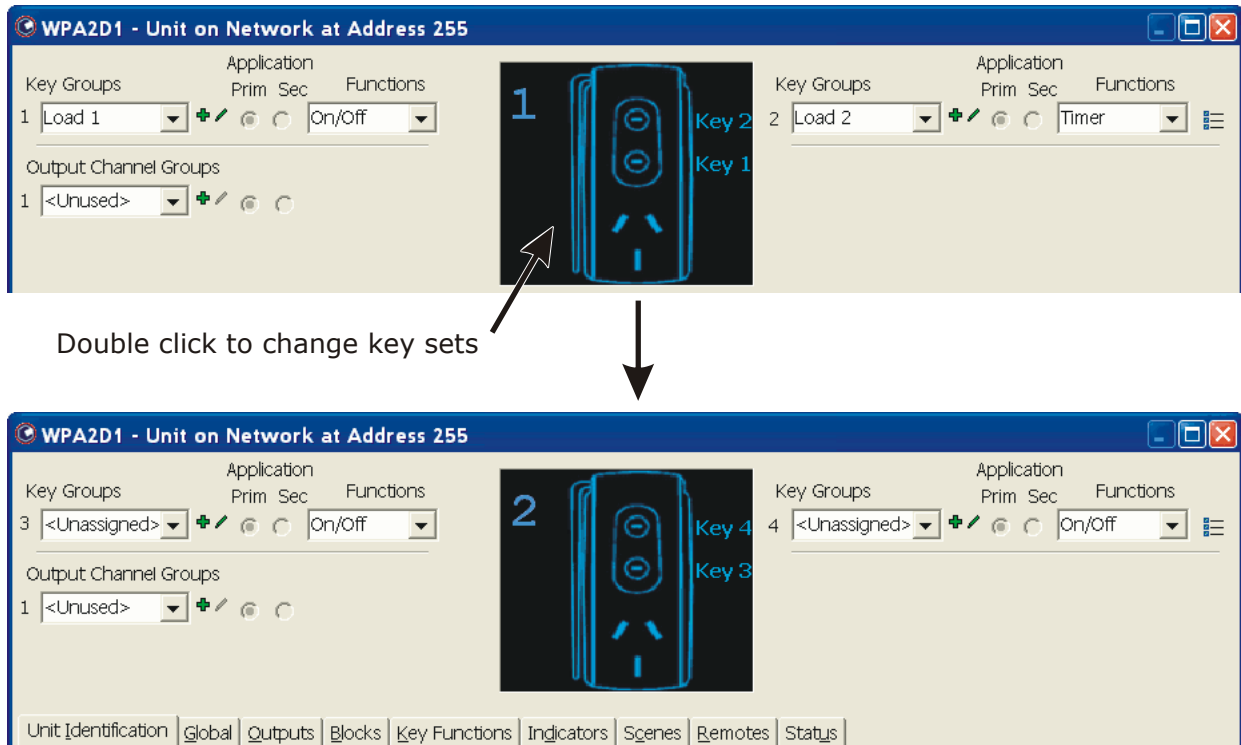 WPA2D1 - Unit on Network at Address 255
Application
Key Groups Prim Sec Functions
1 Load 1 On/Off
Output Channel Groups
1 <Unused>
1
Key 2
Key 1
Application
Key Groups Prim Sec Functions
2 Load 2 Timer
Double click to change key sets
WPA2D1 - Unit on Network at Address 255
Application
Key Groups Prim Sec Functions
3 <Unassigned> On/Off
Output Channel Groups
1 <Unused>
2
Key 4
Key 3
Application
Key Groups Prim Sec Functions
4 <Unassigned> On/Off
Unit Identification Global Outputs Blocks Key Functions Indicators Scenes Remotes Status